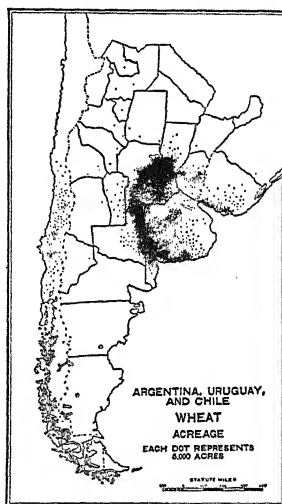 ARGENTINA, URUGUAY,
AND CHILE
WHEAT
ACREAGE
EACH DOT REPRESENTS
5,000 ACRES
STATUTE MILES